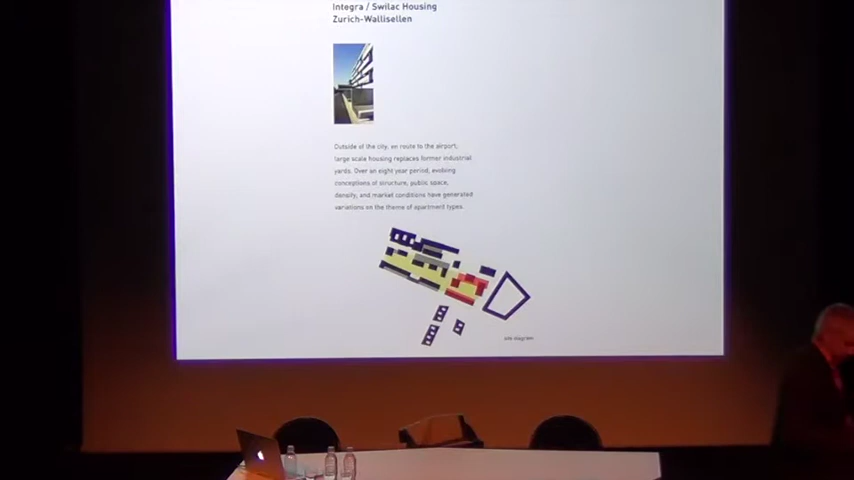 Integra / Swilac Housing
Zurich-Wallisellen
Outside of the city, en route to the airport,
large scale housing replaces former industrial
yards. Over an eight year period, evolving
conceptions of structure, public space,
density, and market conditions have generated
variations on the theme of apartment types.
site diagram